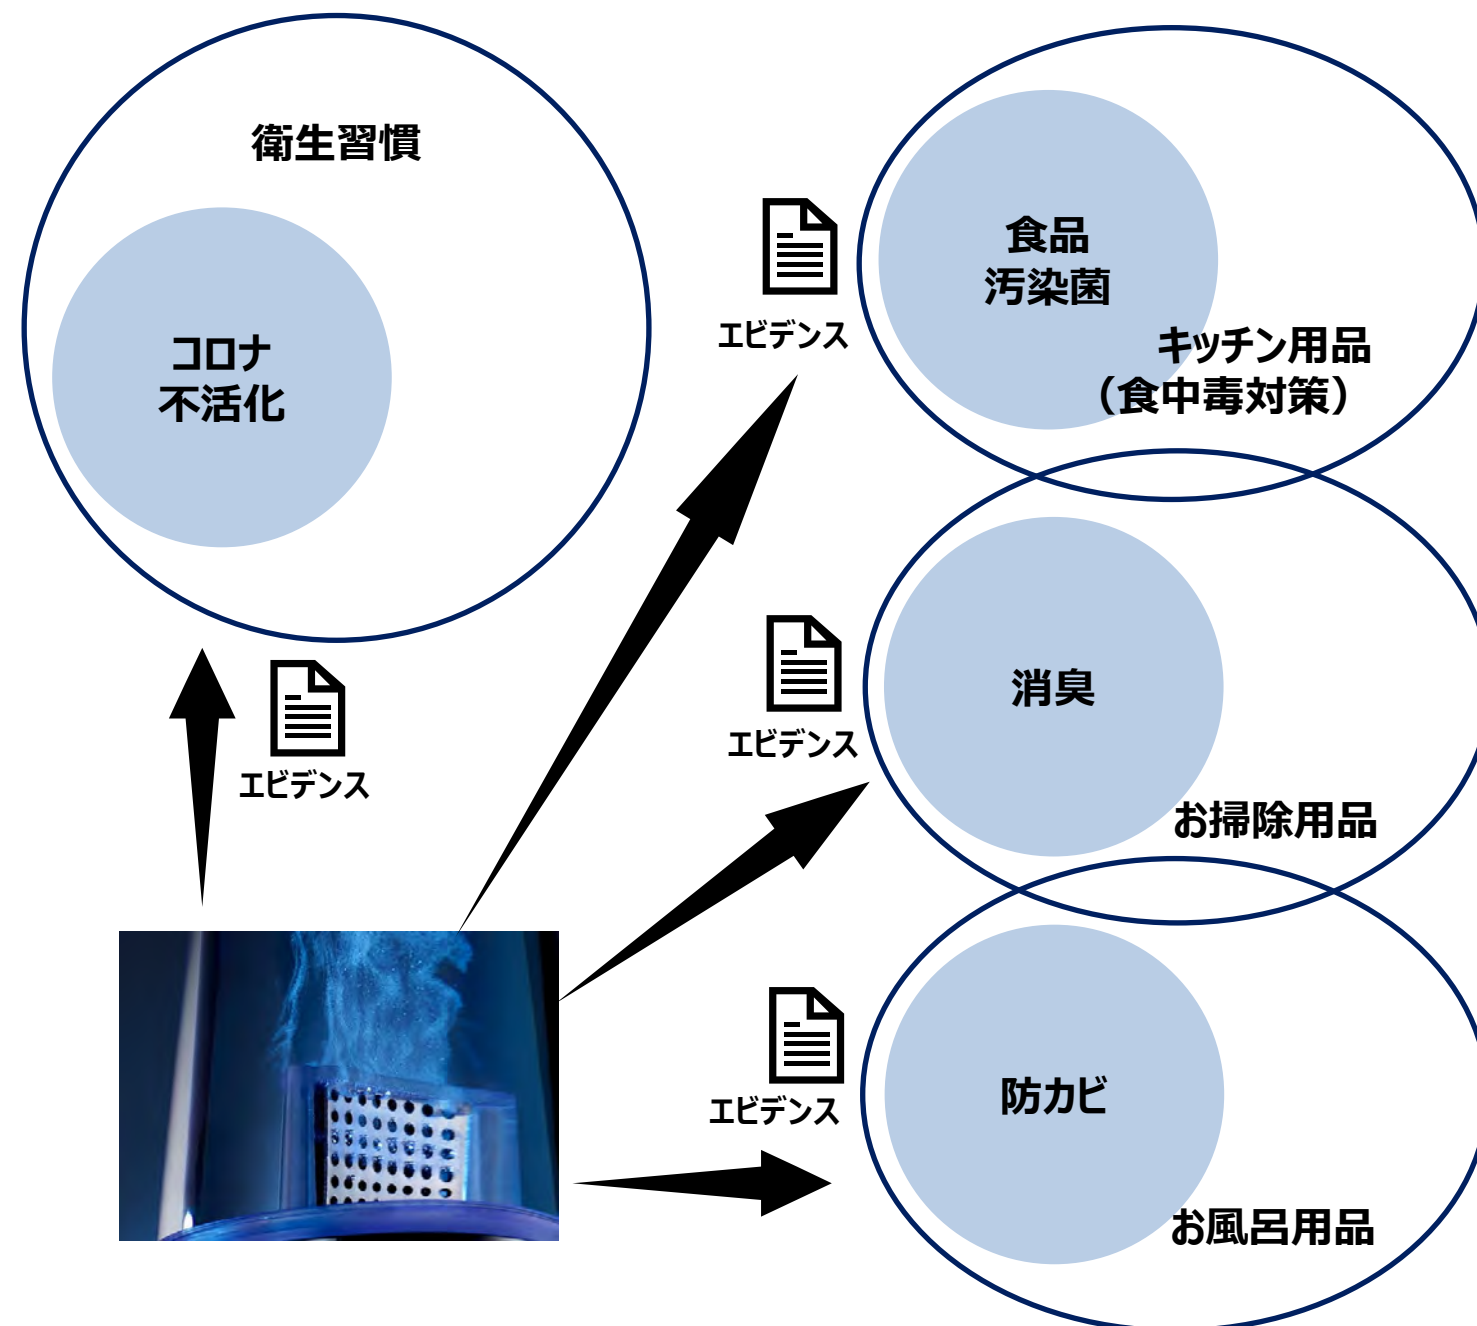 衛生習慣
コロナ
不活化
エビデンス
エビデンス
食品
汚染菌
キッチン用品
（食中毒対策）
エビデンス
消臭
お掃除用品
エビデンス
防カビ
お風呂用品